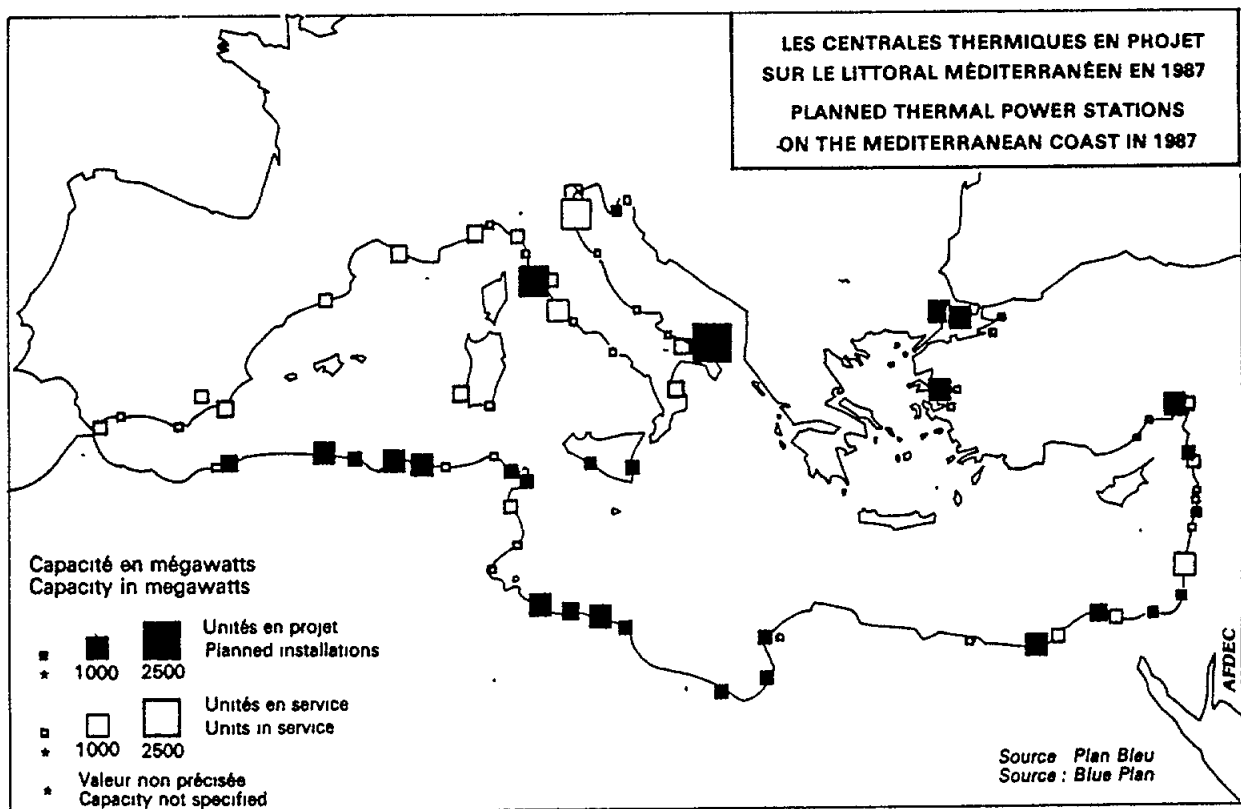 LES CENTRALES THERMIQUES EN PROJET
SUR LE LITTORAL MÉDITERRANÉEN EN 1987
PLANNED THERMAL POWER STATIONS
ON THE MEDITERRANEAN COAST IN 1987
Capacité en mégawatts
Capacity in megawatts
Unités en projet
Planned installations
* 1000 2500
Unités en service
Units in service
* 1000 2500
* Valeur non précisée
Capacity not specified
AFDEC
Source Plan Bleu
Source : Blue Plan